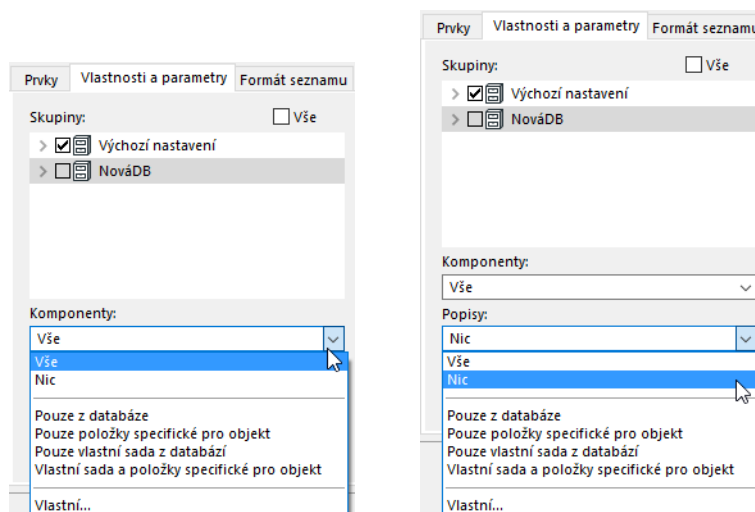 Prvky Vlastnosti a parametry Formát seznamu
Skupiny: Vše
Výchozí nastavení
NováDB
Komponenty:
Vše
Vše
Nic
Pouze z databáze
Pouze položky specifické pro objekt
Pouze vlastní sada z databází
Vlastní sada a položky specifické pro objekt
Vlastní...
Prvky Vlastnosti a parametry Formát seznamu
Skupiny: Vše
Výchozí nastavení
NováDB
Komponenty:
Vše
Popisy:
Nic
Vše
Nic
Pouze z databáze
Pouze položky specifické pro objekt
Pouze vlastní sada z databází
Vlastní sada a položky specifické pro objekt
Vlastní...